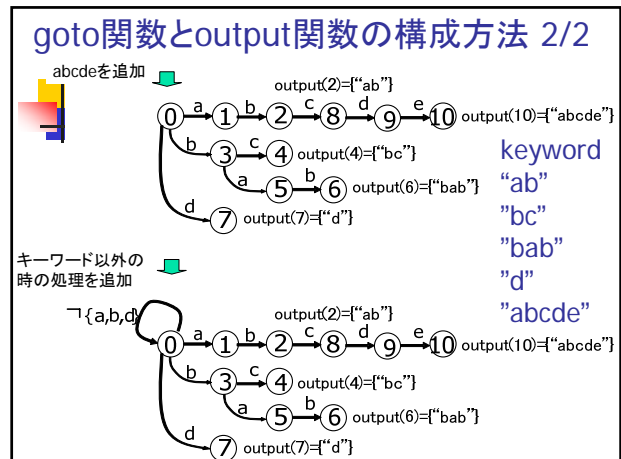 goto関数とoutput関数の構成方法 2/2
abcdeを追加
output(2)={“ab”}
0 a 1 b 2 c 8 d 9 e 10 output(10)={“abcde”}
b 3 c 4 output(4)={“bc”}
a 5 b 6 output(6)={“bab”}
d 7 output(7)={“d”}
keyword
“ab”
”bc”
”bab”
”d”
”abcde”
キーワード以外の
時の処理を追加
￢{a,b,d}
output(2)={“ab”}
0 a 1 b 2 c 8 d 9 e 10 output(10)={“abcde”}
b 3 c 4 output(4)={“bc”}
a 5 b 6 output(6)={“bab”}
d 7 output(7)={“d”}